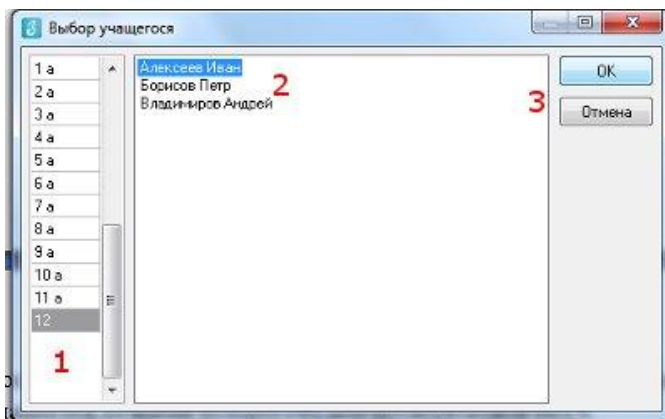 Выбор учащегося
1 а
2 а
3 а
4 а
5 а
6 а
7 а
8 а
9 а
10 а
11 а
12
1
Алексеев Иван
Борисов Петр
Владимиров Андрей
2
3
OK
Отмена